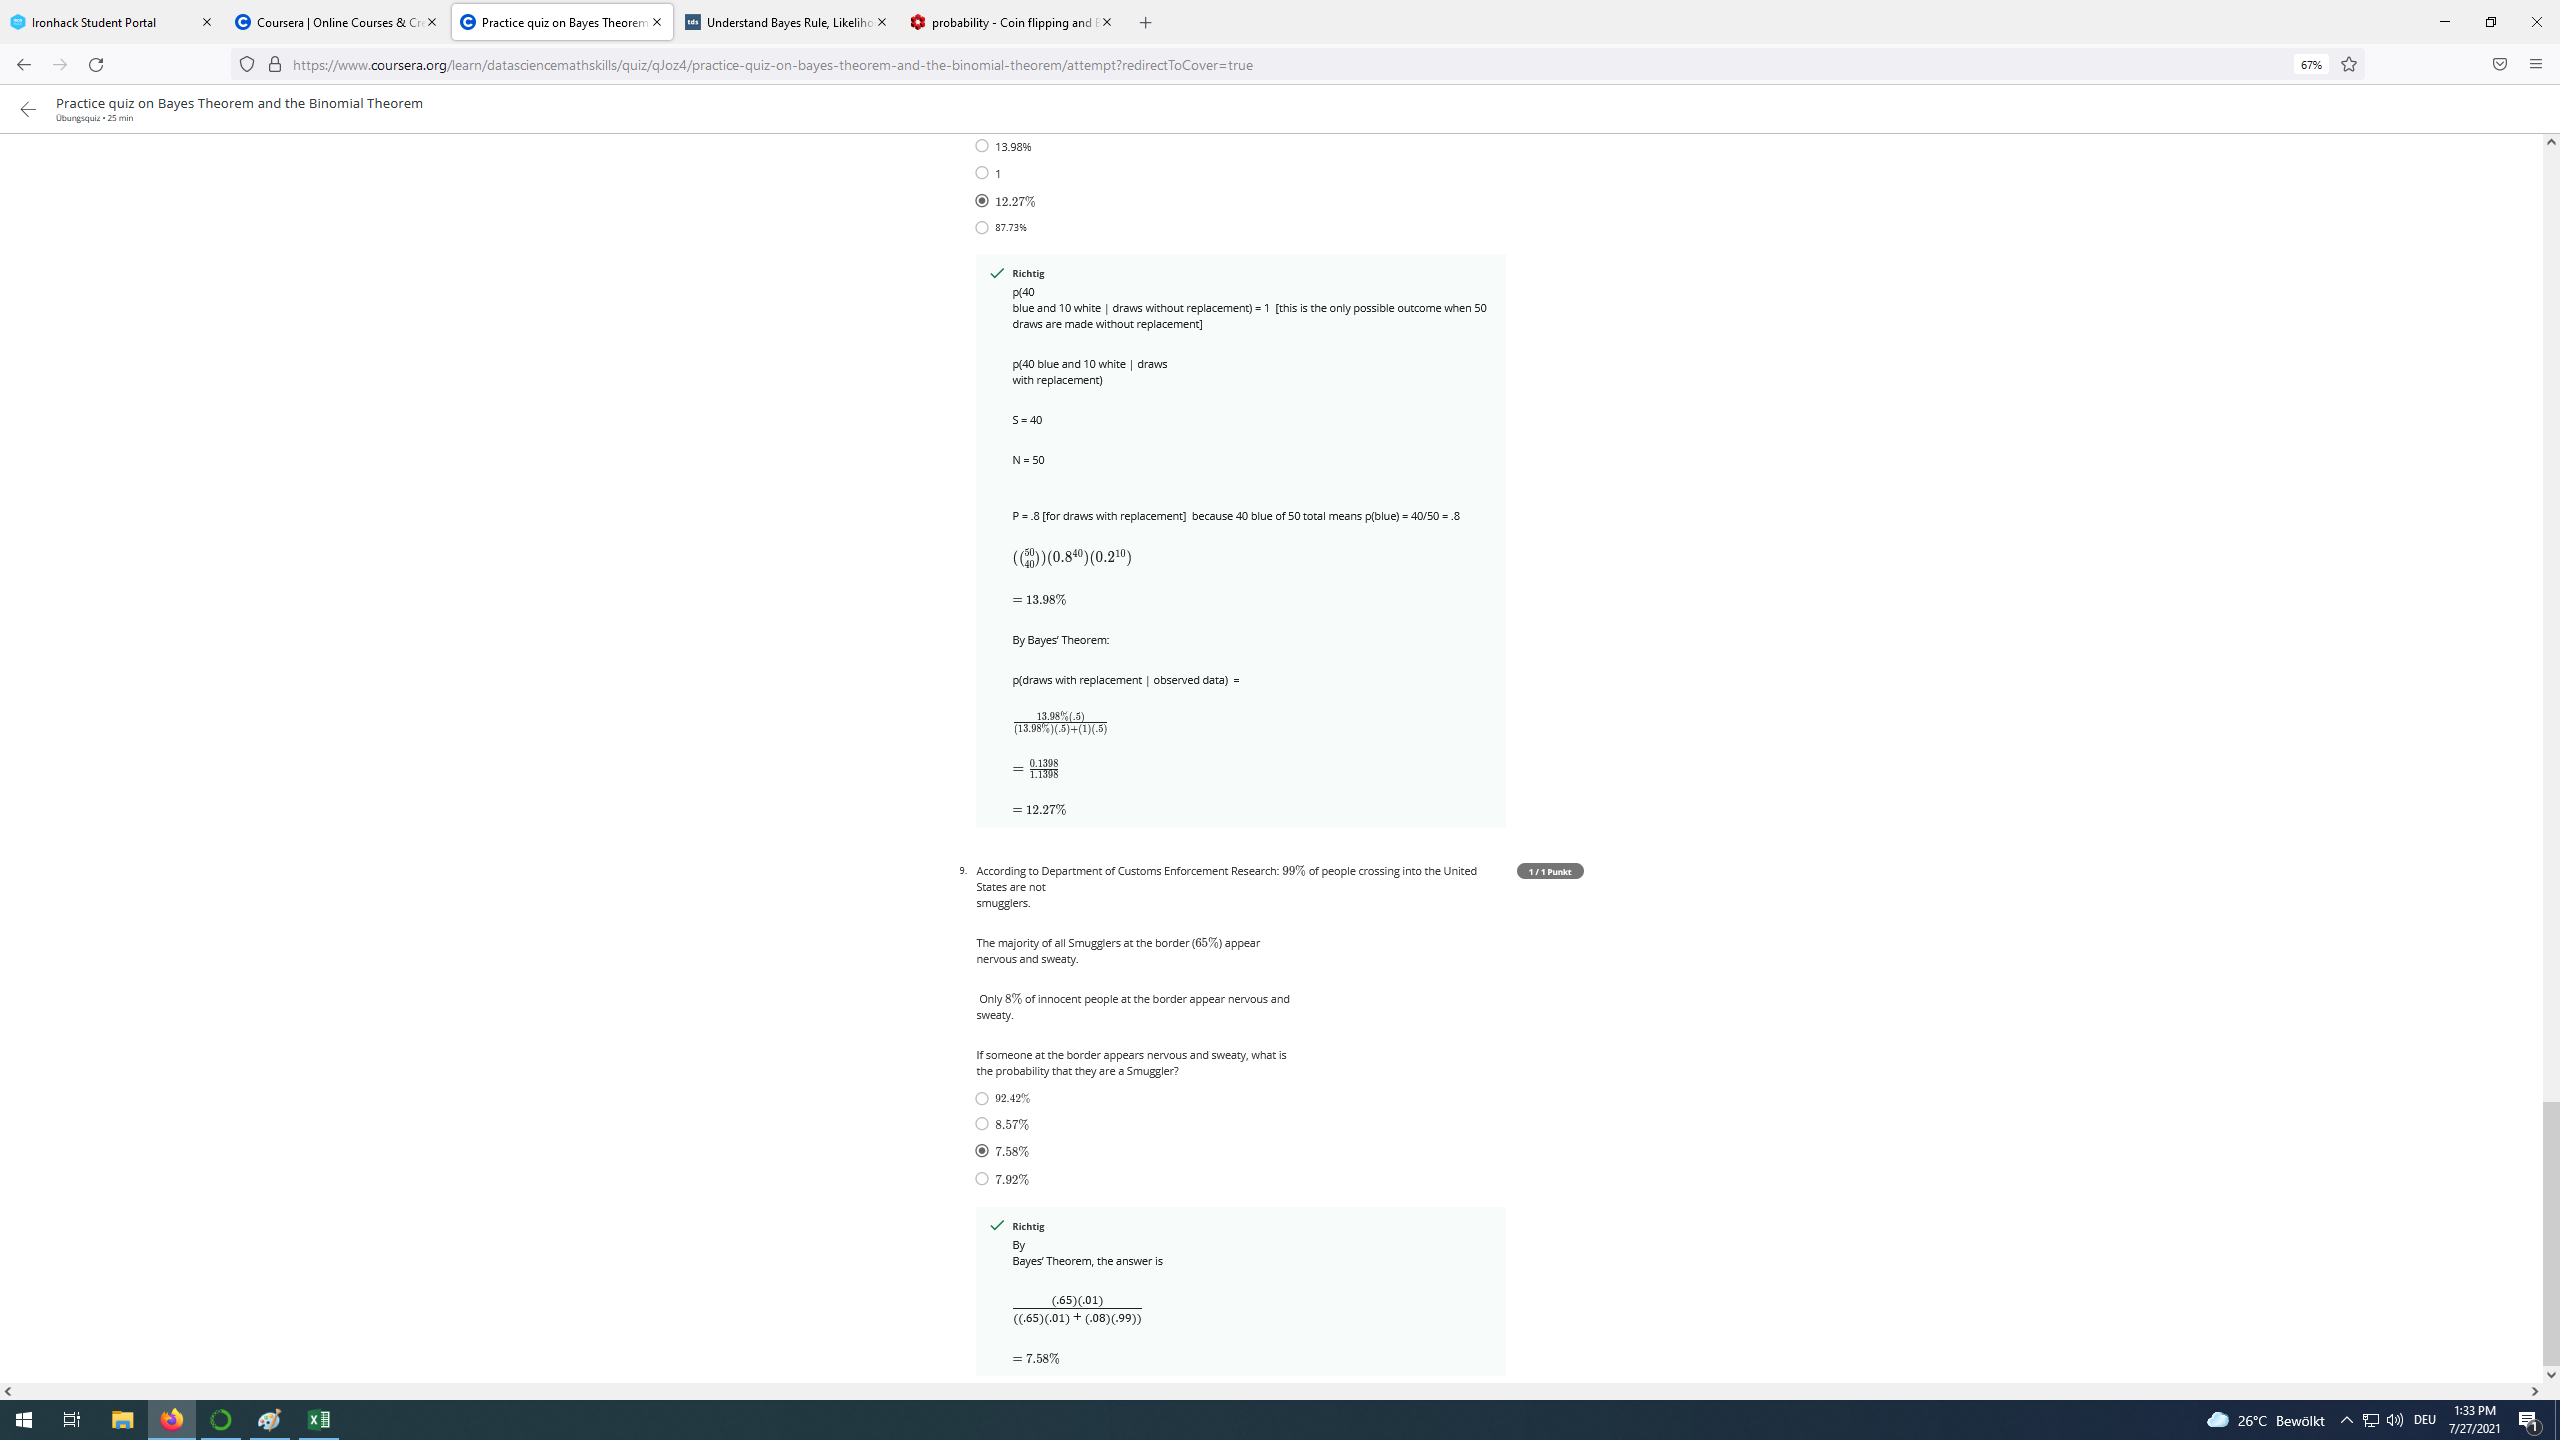 Ironhack Student Portal
Coursera | Online Courses & Cre
Practice quiz on Bayes Theorem
tds Understand Bayes Rule, Likeliho
probability - Coin flipping and B
https://www.coursera.org/learn/datasciencemathskills/quiz/qJoz4/practice-quiz-on-bayes-theorem-and-the-binomial-theorem/attempt?redirectToCover=true
67%
Practice quiz on Bayes Theorem and the Binomial Theorem
Übungsquiz • 25 min
13.98%
1
12.27%
87.73%
Richtig
p(40
blue and 10 white | draws without replacement) = 1 [this is the only possible outcome when 50
draws are made without replacement]
p(40 blue and 10 white | draws
with replacement)
S = 40
N = 50
P = .8 [for draws with replacement] because 40 blue of 50 total means p(blue) = 40/50 = .8
((50 40))(0.8^40)(0.2^10)
= 13.98%
By Bayes' Theorem:
p(draws with replacement | observed data) =
13.98%(.5)
(13.98%)(.5)+(1)(.5)
= 0.1398
1.1398
= 12.27%
9. According to Department of Customs Enforcement Research: 99% of people crossing into the United
1 / 1 Punkt
States are not
smugglers.
The majority of all Smugglers at the border (65%) appear
nervous and sweaty.
Only 8% of innocent people at the border appear nervous and
sweaty.
If someone at the border appears nervous and sweaty, what is
the probability that they are a Smuggler?
92.42%
8.57%
7.58%
7.92%
Richtig
By
Bayes' Theorem, the answer is
(.65)(.01)
((.65)(.01) + (.08)(.99))
= 7.58%
26°C Bewölkt
DEU
1:33 PM
7/27/2021
1